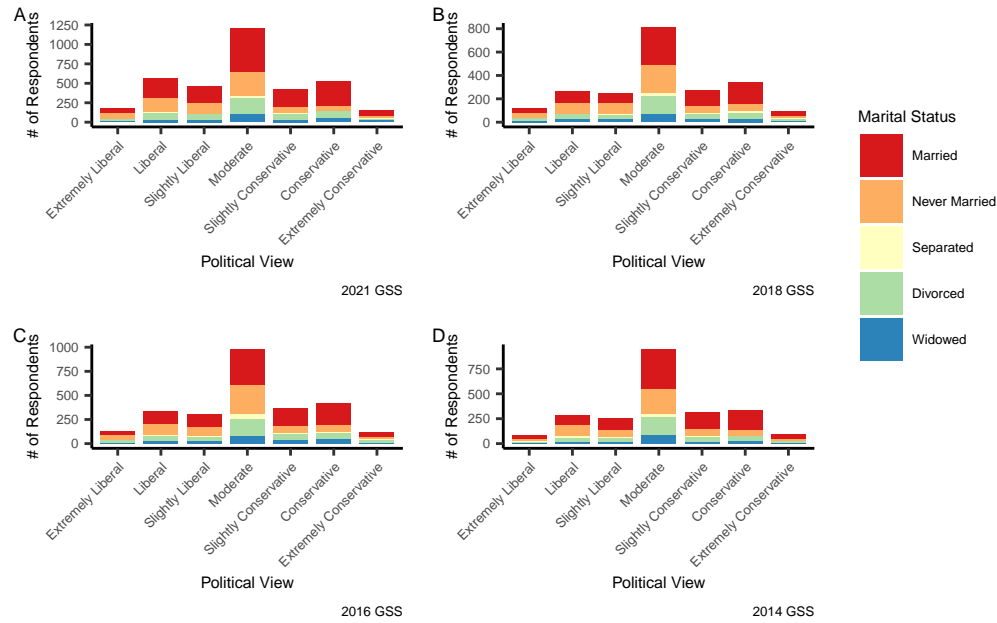 A
# of Respondents
1250
1000
750
500
250
0
Extremely Liberal
Liberal
Slightly Liberal
Moderate
Slightly Conservative
Conservative
Extremely Conservative
Political View
2021 GSS
B
# of Respondents
800
600
400
200
0
Extremely Liberal
Liberal
Slightly Liberal
Moderate
Slightly Conservative
Conservative
Extremely Conservative
Political View
2018 GSS
C
# of Respondents
1000
750
500
250
0
Extremely Liberal
Liberal
Slightly Liberal
Moderate
Slightly Conservative
Conservative
Extremely Conservative
Political View
2016 GSS
D
# of Respondents
750
500
250
0
Extremely Liberal
Liberal
Slightly Liberal
Moderate
Slightly Conservative
Conservative
Extremely Conservative
Political View
2014 GSS
Marital Status
Married
Never Married
Separated
Divorced
Widowed